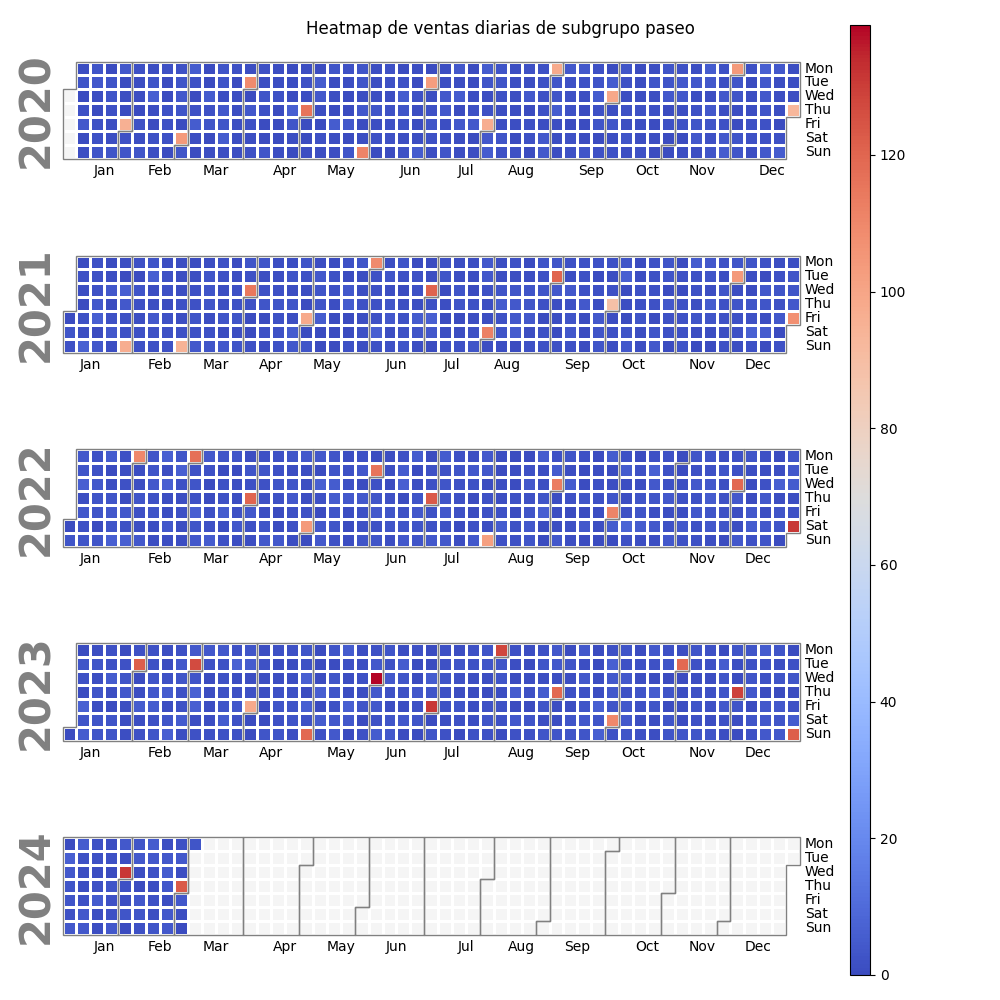 Heatmap de ventas diarias de subgrupo paseo
2020
Mon
Tue
Wed
Thu
Fri
Sat
Sun
Jan Feb Mar Apr May Jun Jul Aug Sep Oct Nov Dec
2021
Mon
Tue
Wed
Thu
Fri
Sat
Sun
Jan Feb Mar Apr May Jun Jul Aug Sep Oct Nov Dec
2022
Mon
Tue
Wed
Thu
Fri
Sat
Sun
Jan Feb Mar Apr May Jun Jul Aug Sep Oct Nov Dec
2023
Mon
Tue
Wed
Thu
Fri
Sat
Sun
Jan Feb Mar Apr May Jun Jul Aug Sep Oct Nov Dec
2024
Mon
Tue
Wed
Thu
Fri
Sat
Sun
Jan Feb Mar Apr May Jun Jul Aug Sep Oct Nov Dec
120
100
80
60
40
20
0